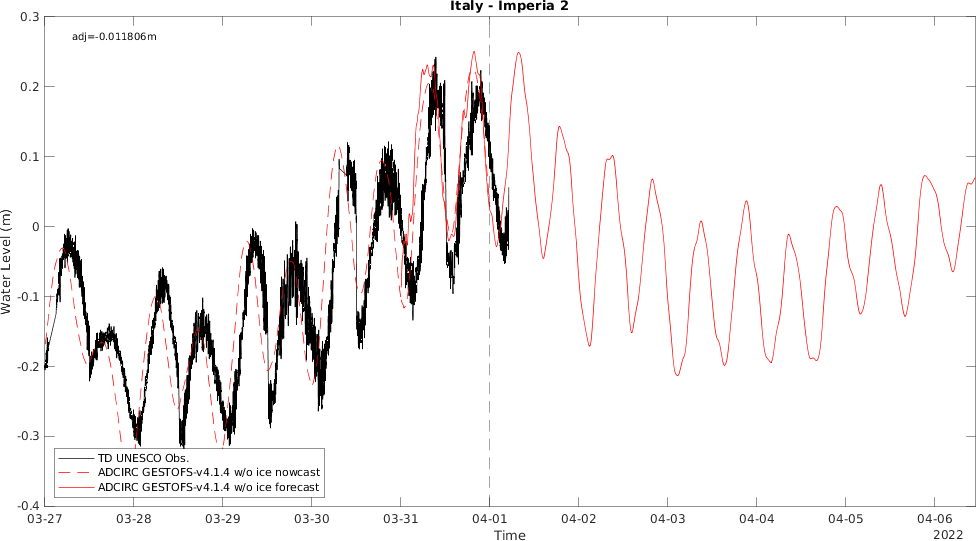 Italy - Imperia 2
adj=-0.011806m
0.3
0.2
0.1
0
-0.1
-0.2
-0.3
-0.4
Water Level (m)
TD UNESCO Obs.
ADCIRC GESTOFS-v4.1.4 w/o ice nowcast
ADCIRC GESTOFS-v4.1.4 w/o ice forecast
03-27 03-28 03-29 03-30 03-31 04-01 04-02 04-03 04-04 04-05 04-06
Time 2022